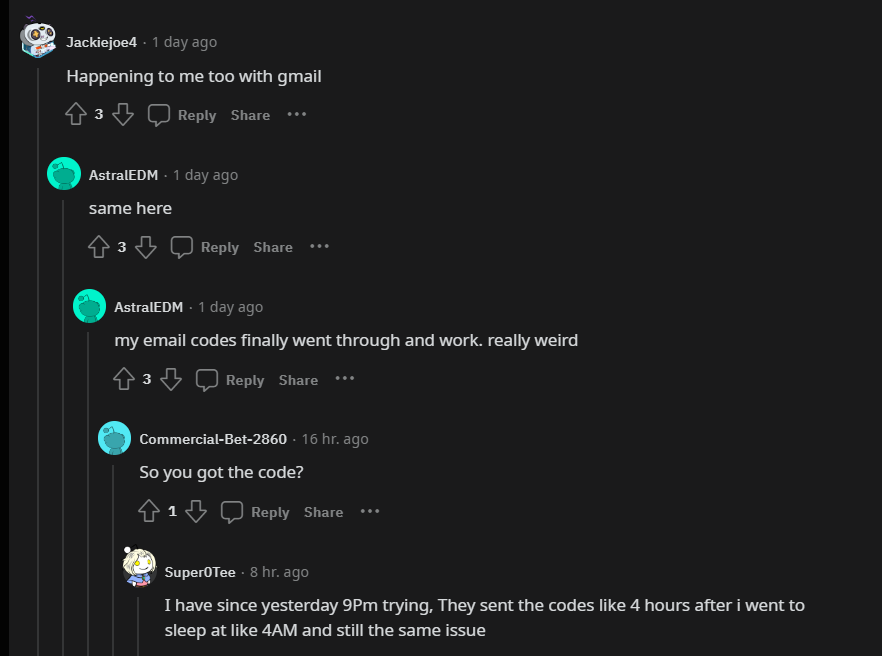 Jackiejoe4 · 1 day ago
Happening to me too with gmail
3 Reply Share ···
AstralEDM · 1 day ago
same here
3 Reply Share ···
AstralEDM · 1 day ago
my email codes finally went through and work. really weird
3 Reply Share ···
Commercial-Bet-2860 · 16 hr. ago
So you got the code?
1 Reply Share ···
Super0Tee · 8 hr. ago
I have since yesterday 9Pm trying, They sent the codes like 4 hours after i went to
sleep at like 4AM and still the same issue